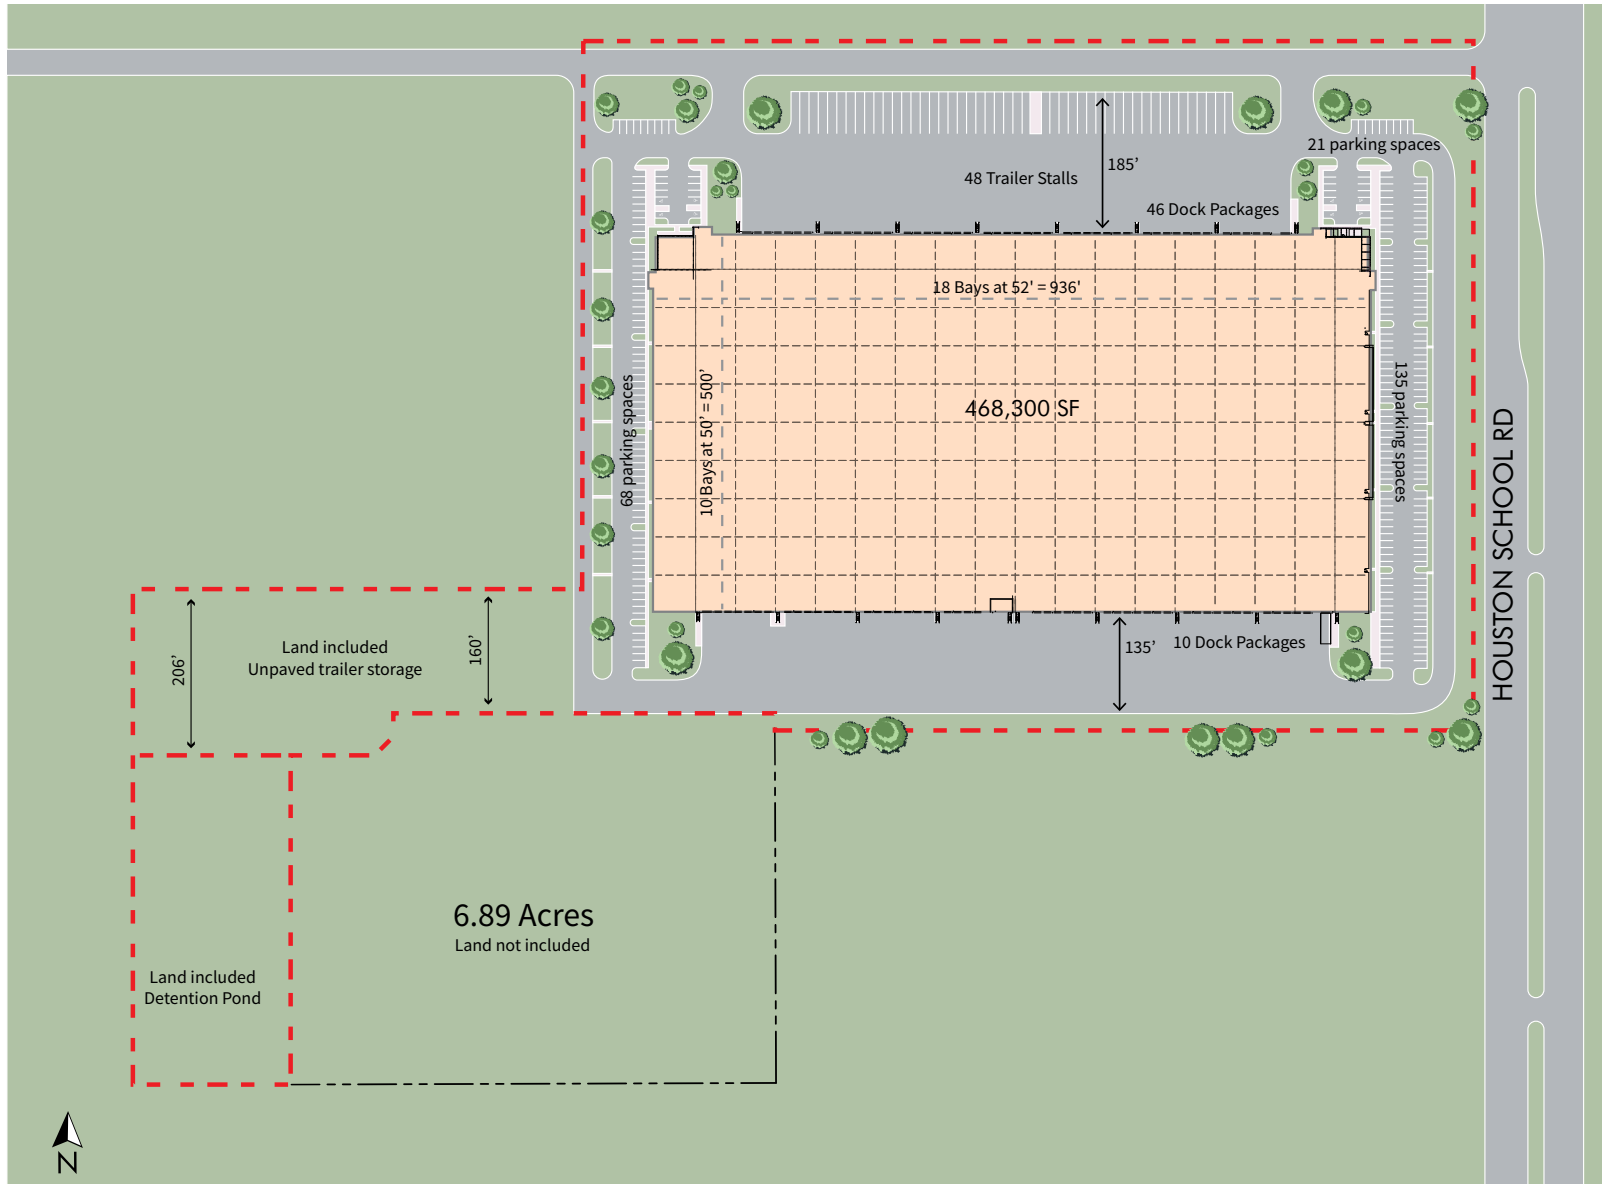 21 parking spaces
185’
48 Trailer Stalls
46 Dock Packages
18 Bays at 52' = 936'
10 Bays at 50’ = 500’
468,300 SF
68 parking spaces
135 parking spaces
HOUSTON SCHOOL RD
206’
Land included
Unpaved trailer storage
160’
135’
10 Dock Packages
6.89 Acres
Land not included
Land included
Detention Pond
N